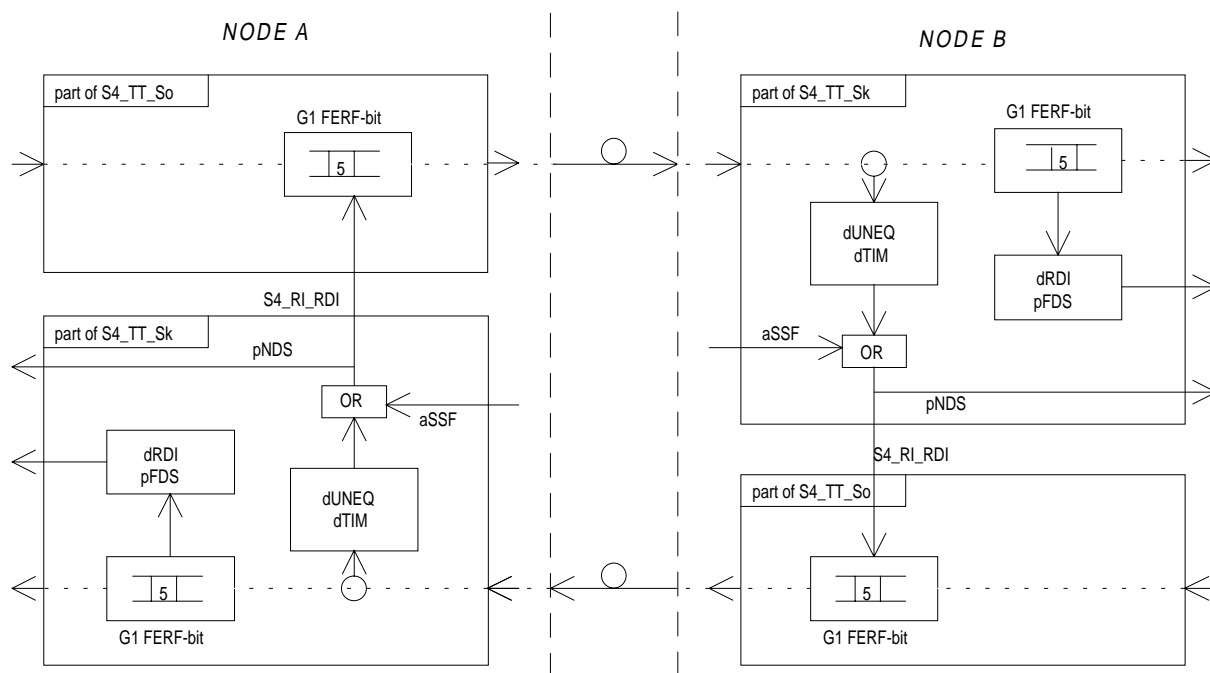 NODE A
NODE B
part of S4_TT_So
G1 FERF-bit
5
part of S4_TT_Sk
G1 FERF-bit
5
dUNEQ
dTIM
dRDI
pFDS
S4_RI_RDI
part of S4_TT_Sk
pNDS
OR
aSSF
dRDI
pFDS
dUNEQ
dTIM
5
G1 FERF-bit
aSSF
OR
pNDS
S4_RI_RDI
part of S4_TT_So
5
G1 FERF-bit